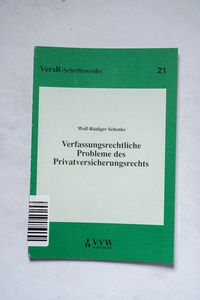 VersR-Schriftenreihe 21
Wolf-Rüdiger Schenke
Verfassungsrechtliche
Probleme des
Privatversicherungsrechts
VVW